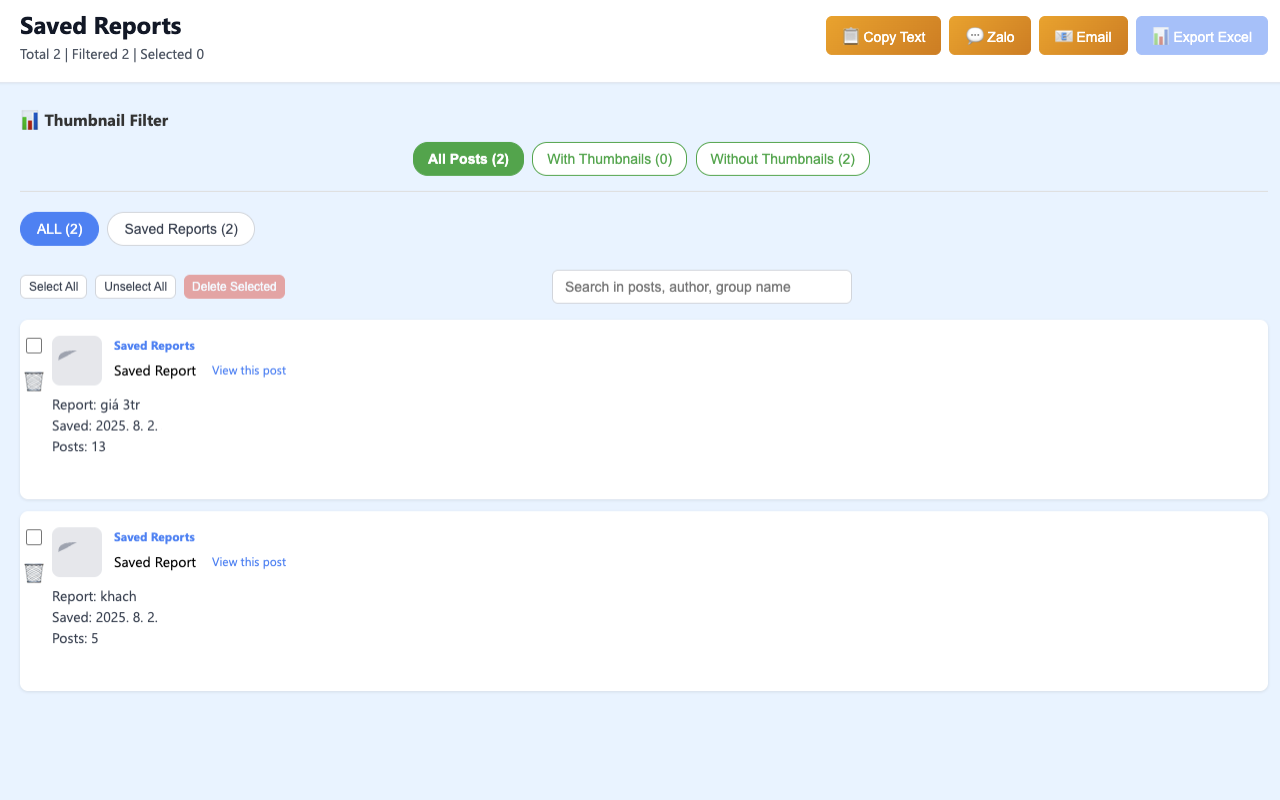 Saved Reports
Total 2 | Filtered 2 | Selected 0
Copy Text
Zalo
Email
Export Excel
Thumbnail Filter
All Posts (2)
With Thumbnails (0)
Without Thumbnails (2)
ALL (2)
Saved Reports (2)
Select All
Unselect All
Delete Selected
Search in posts, author, group name
Saved Reports
Saved Report View this post
Report: giá 3tr
Saved: 2025. 8. 2.
Posts: 13
Saved Reports
Saved Report View this post
Report: khach
Saved: 2025. 8. 2.
Posts: 5